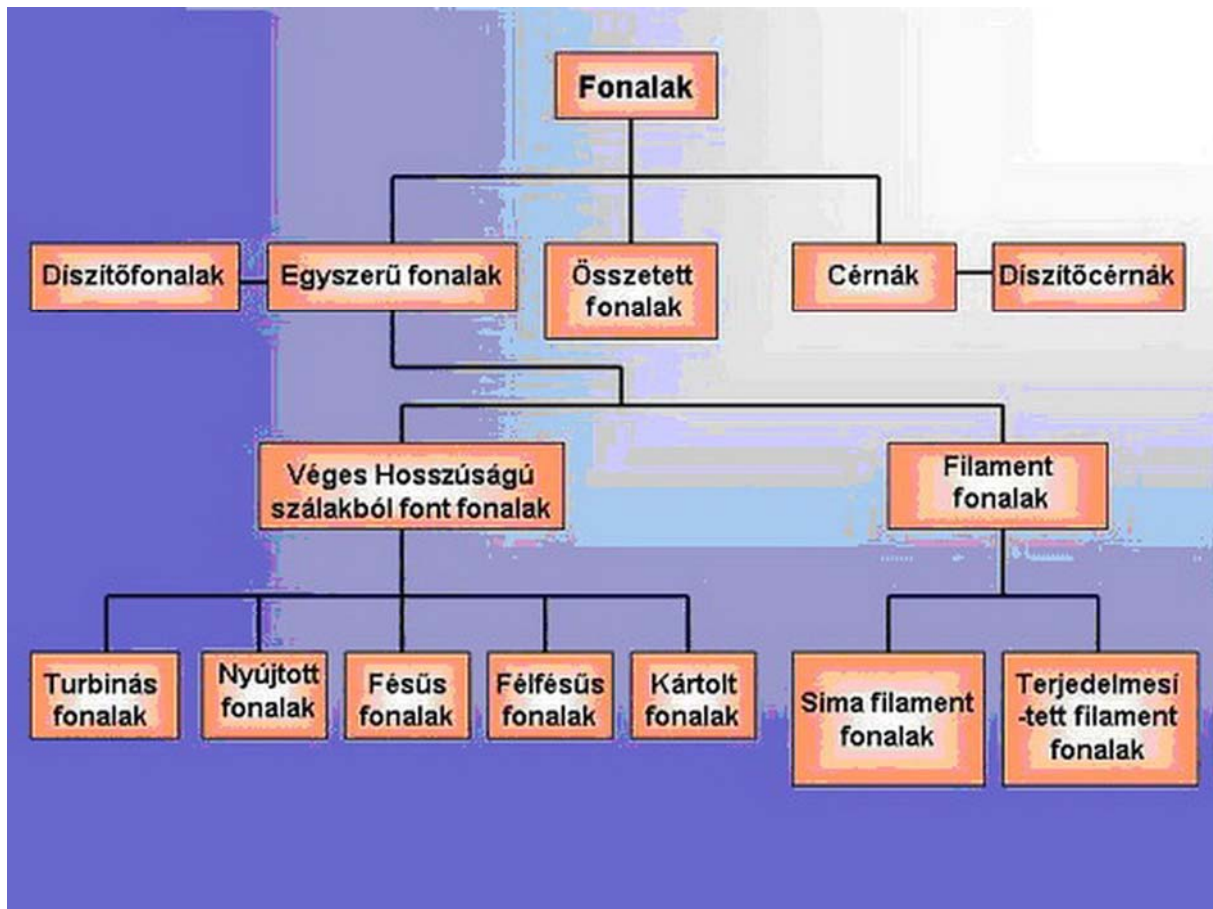 Fonalak
Díszítőfonalak
Egyszerű fonalak
Összetett
fonalak
Cérnák
Díszítőcérnák
Véges Hosszúságú
szálakból font fonalak
Filament
fonalak
Turbinás
fonalak
Nyújtott
fonalak
Fésűs
fonalak
Félfésűs
fonalak
Kártolt
fonalak
Sima filament
fonalak
Terjedelmesí
-tett filament
fonalak